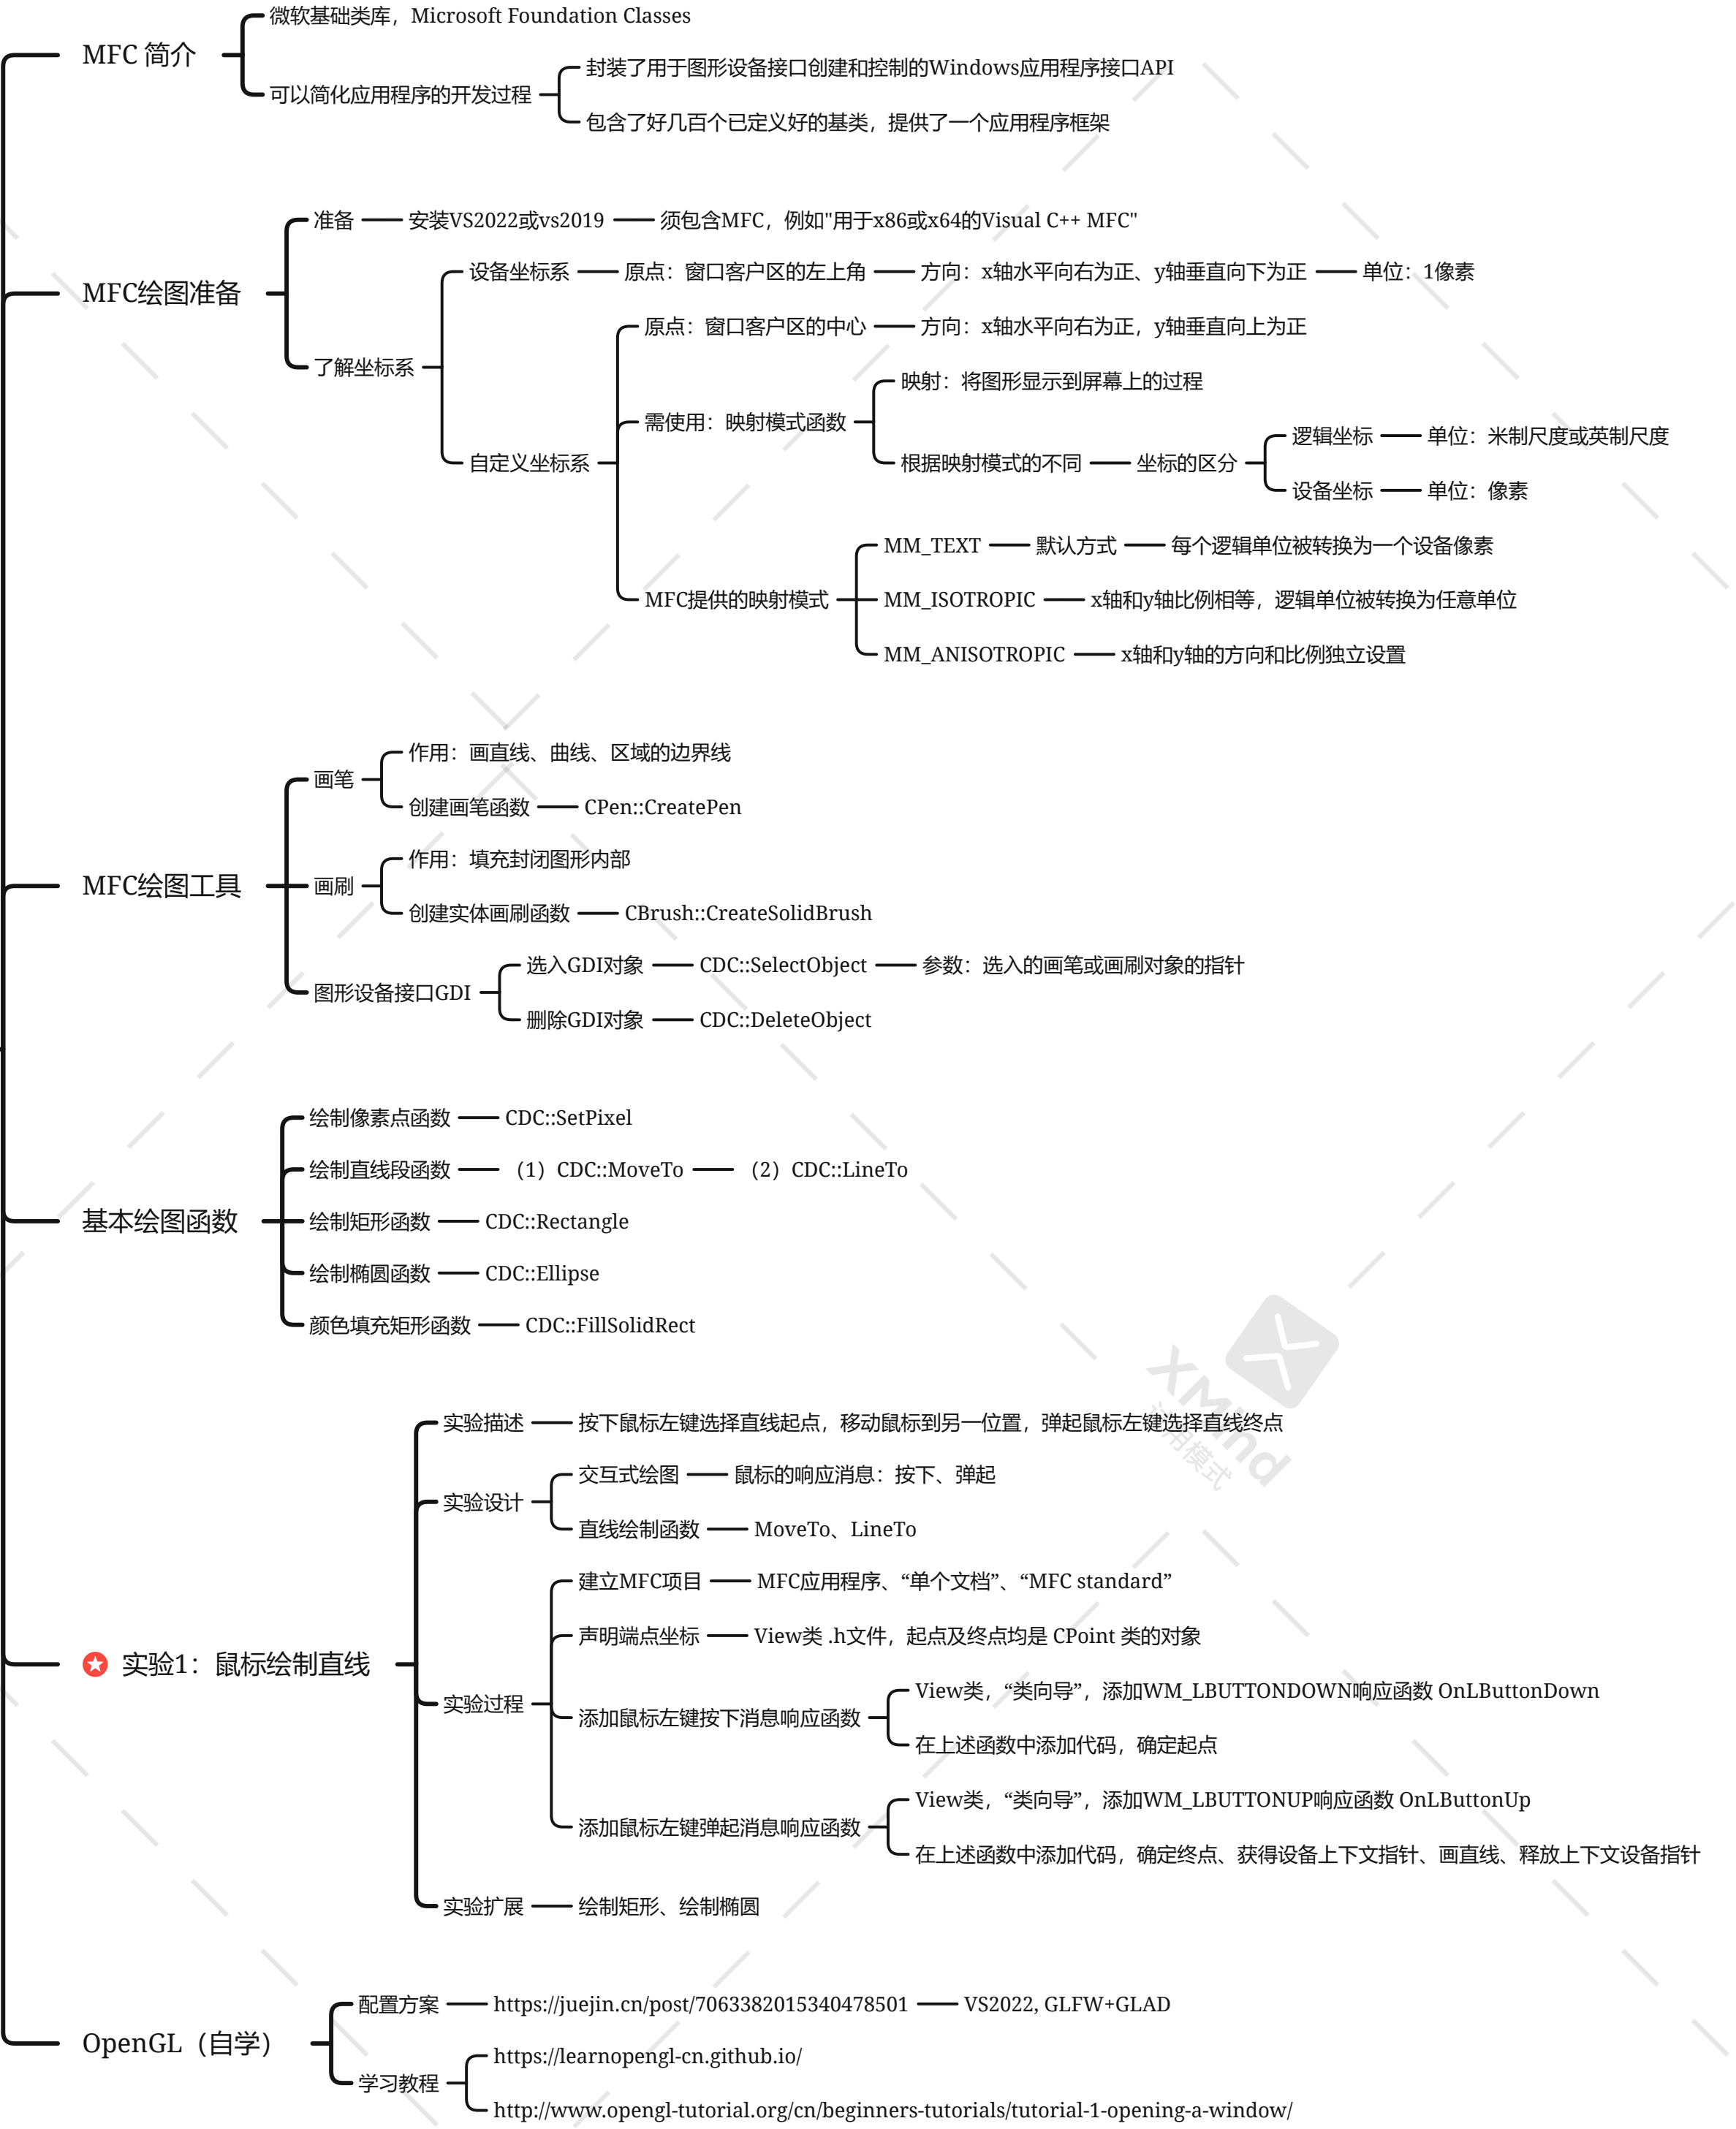 MFC 简介
微软基础类库，Microsoft Foundation Classes
可以简化应用程序的开发过程
封装了用于图形设备接口创建和控制的Windows应用程序接口API
包含了好几百个已定义好的基类，提供了一个应用程序框架
MFC绘图准备
准备
安装VS2022或vs2019
须包含MFC，例如"用于x86或x64的Visual C++ MFC"
了解坐标系
设备坐标系
原点：窗口客户区的左上角
方向：x轴水平向右为正、y轴垂直向下为正
单位：1像素
自定义坐标系
原点：窗口客户区的中心
方向：x轴水平向右为正，y轴垂直向上为正
需使用：映射模式函数
映射：将图形显示到屏幕上的过程
根据映射模式的不同
坐标的区分
逻辑坐标
单位：米制尺度或英制尺度
设备坐标
单位：像素
MFC提供的映射模式
MM_TEXT
默认方式
每个逻辑单位被转换为一个设备像素
MM_ISOTROPIC
x轴和y轴比例相等，逻辑单位被转换为任意单位
MM_ANISOTROPIC
x轴和y轴的方向和比例独立设置
MFC绘图工具
画笔
作用：画直线、曲线、区域的边界线
创建画笔函数
CPen::CreatePen
画刷
作用：填充封闭图形内部
创建实体画刷函数
CBrush::CreateSolidBrush
图形设备接口GDI
选入GDI对象
CDC::SelectObject
参数：选入的画笔或画刷对象的指针
删除GDI对象
CDC::DeleteObject
基本绘图函数
绘制像素点函数
CDC::SetPixel
绘制直线段函数
（1）CDC::MoveTo
（2）CDC::LineTo
绘制矩形函数
CDC::Rectangle
绘制椭圆函数
CDC::Ellipse
颜色填充矩形函数
CDC::FillSolidRect
实验1：鼠标绘制直线
实验描述
按下鼠标左键选择直线起点，移动鼠标到另一位置，弹起鼠标左键选择直线终点
实验设计
交互式绘图
鼠标的响应消息：按下、弹起
直线绘制函数
MoveTo、LineTo
实验过程
建立MFC项目
MFC应用程序、“单个文档”、“MFC standard”
声明端点坐标
View类 .h文件，起点及终点均是 CPoint 类的对象
添加鼠标左键按下消息响应函数
View类，“类向导”，添加WM_LBUTTONDOWN响应函数 OnLButtonDown
在上述函数中添加代码，确定起点
添加鼠标左键弹起消息响应函数
View类，“类向导”，添加WM_LBUTTONUP响应函数 OnLButtonUp
在上述函数中添加代码，确定终点、获得设备上下文指针、画直线、释放上下文设备指针
实验扩展
绘制矩形、绘制椭圆
OpenGL（自学）
配置方案
https://juejin.cn/post/7063382015340478501
VS2022, GLFW+GLAD
学习教程
https://learnopengl-cn.github.io/
http://www.opengl-tutorial.org/cn/beginners-tutorials/tutorial-1-opening-a-window/
XMind
试用模式